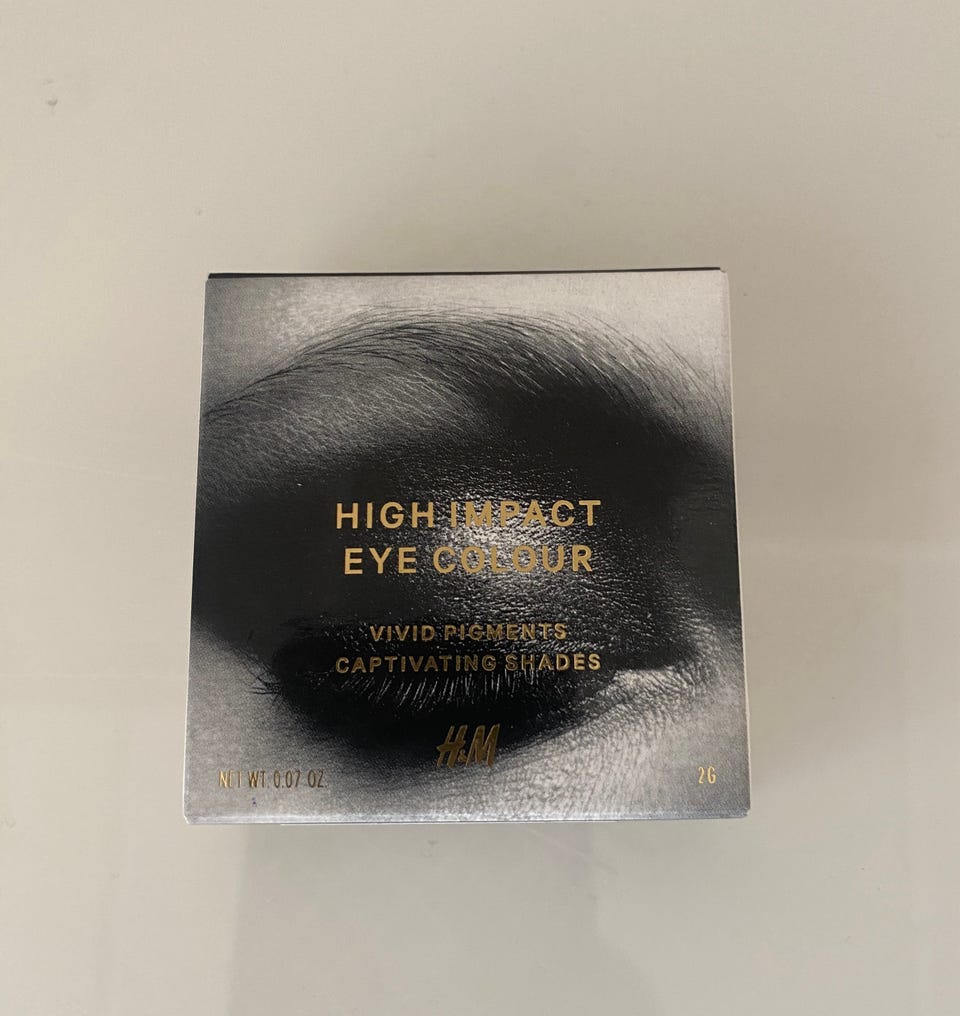 HIGH IMPACT
EYE COLOUR
VIVID PIGMENTS
CAPTIVATING SHADES
H&M
NET WT. 0.07 OZ.
2G